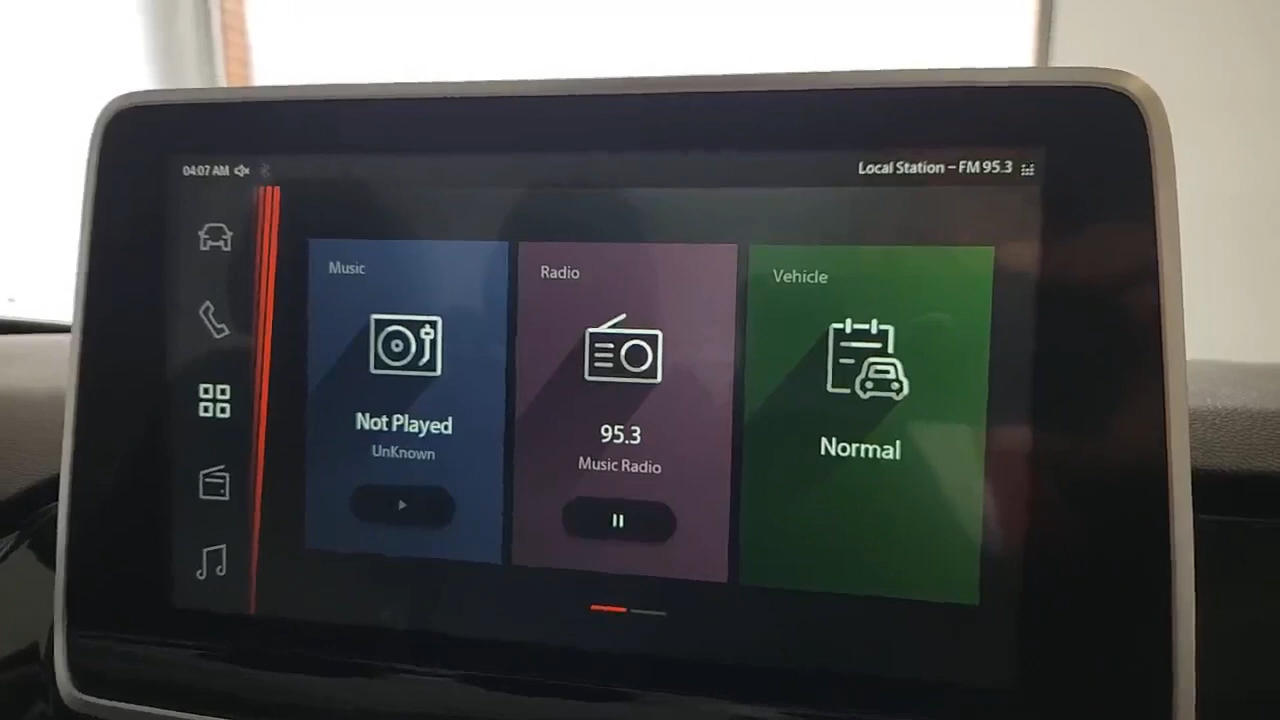 04:07 AM
Local Station – FM 95.3
Music
Not Played
UnKnown
Radio
95.3
Music Radio
Vehicle
Normal